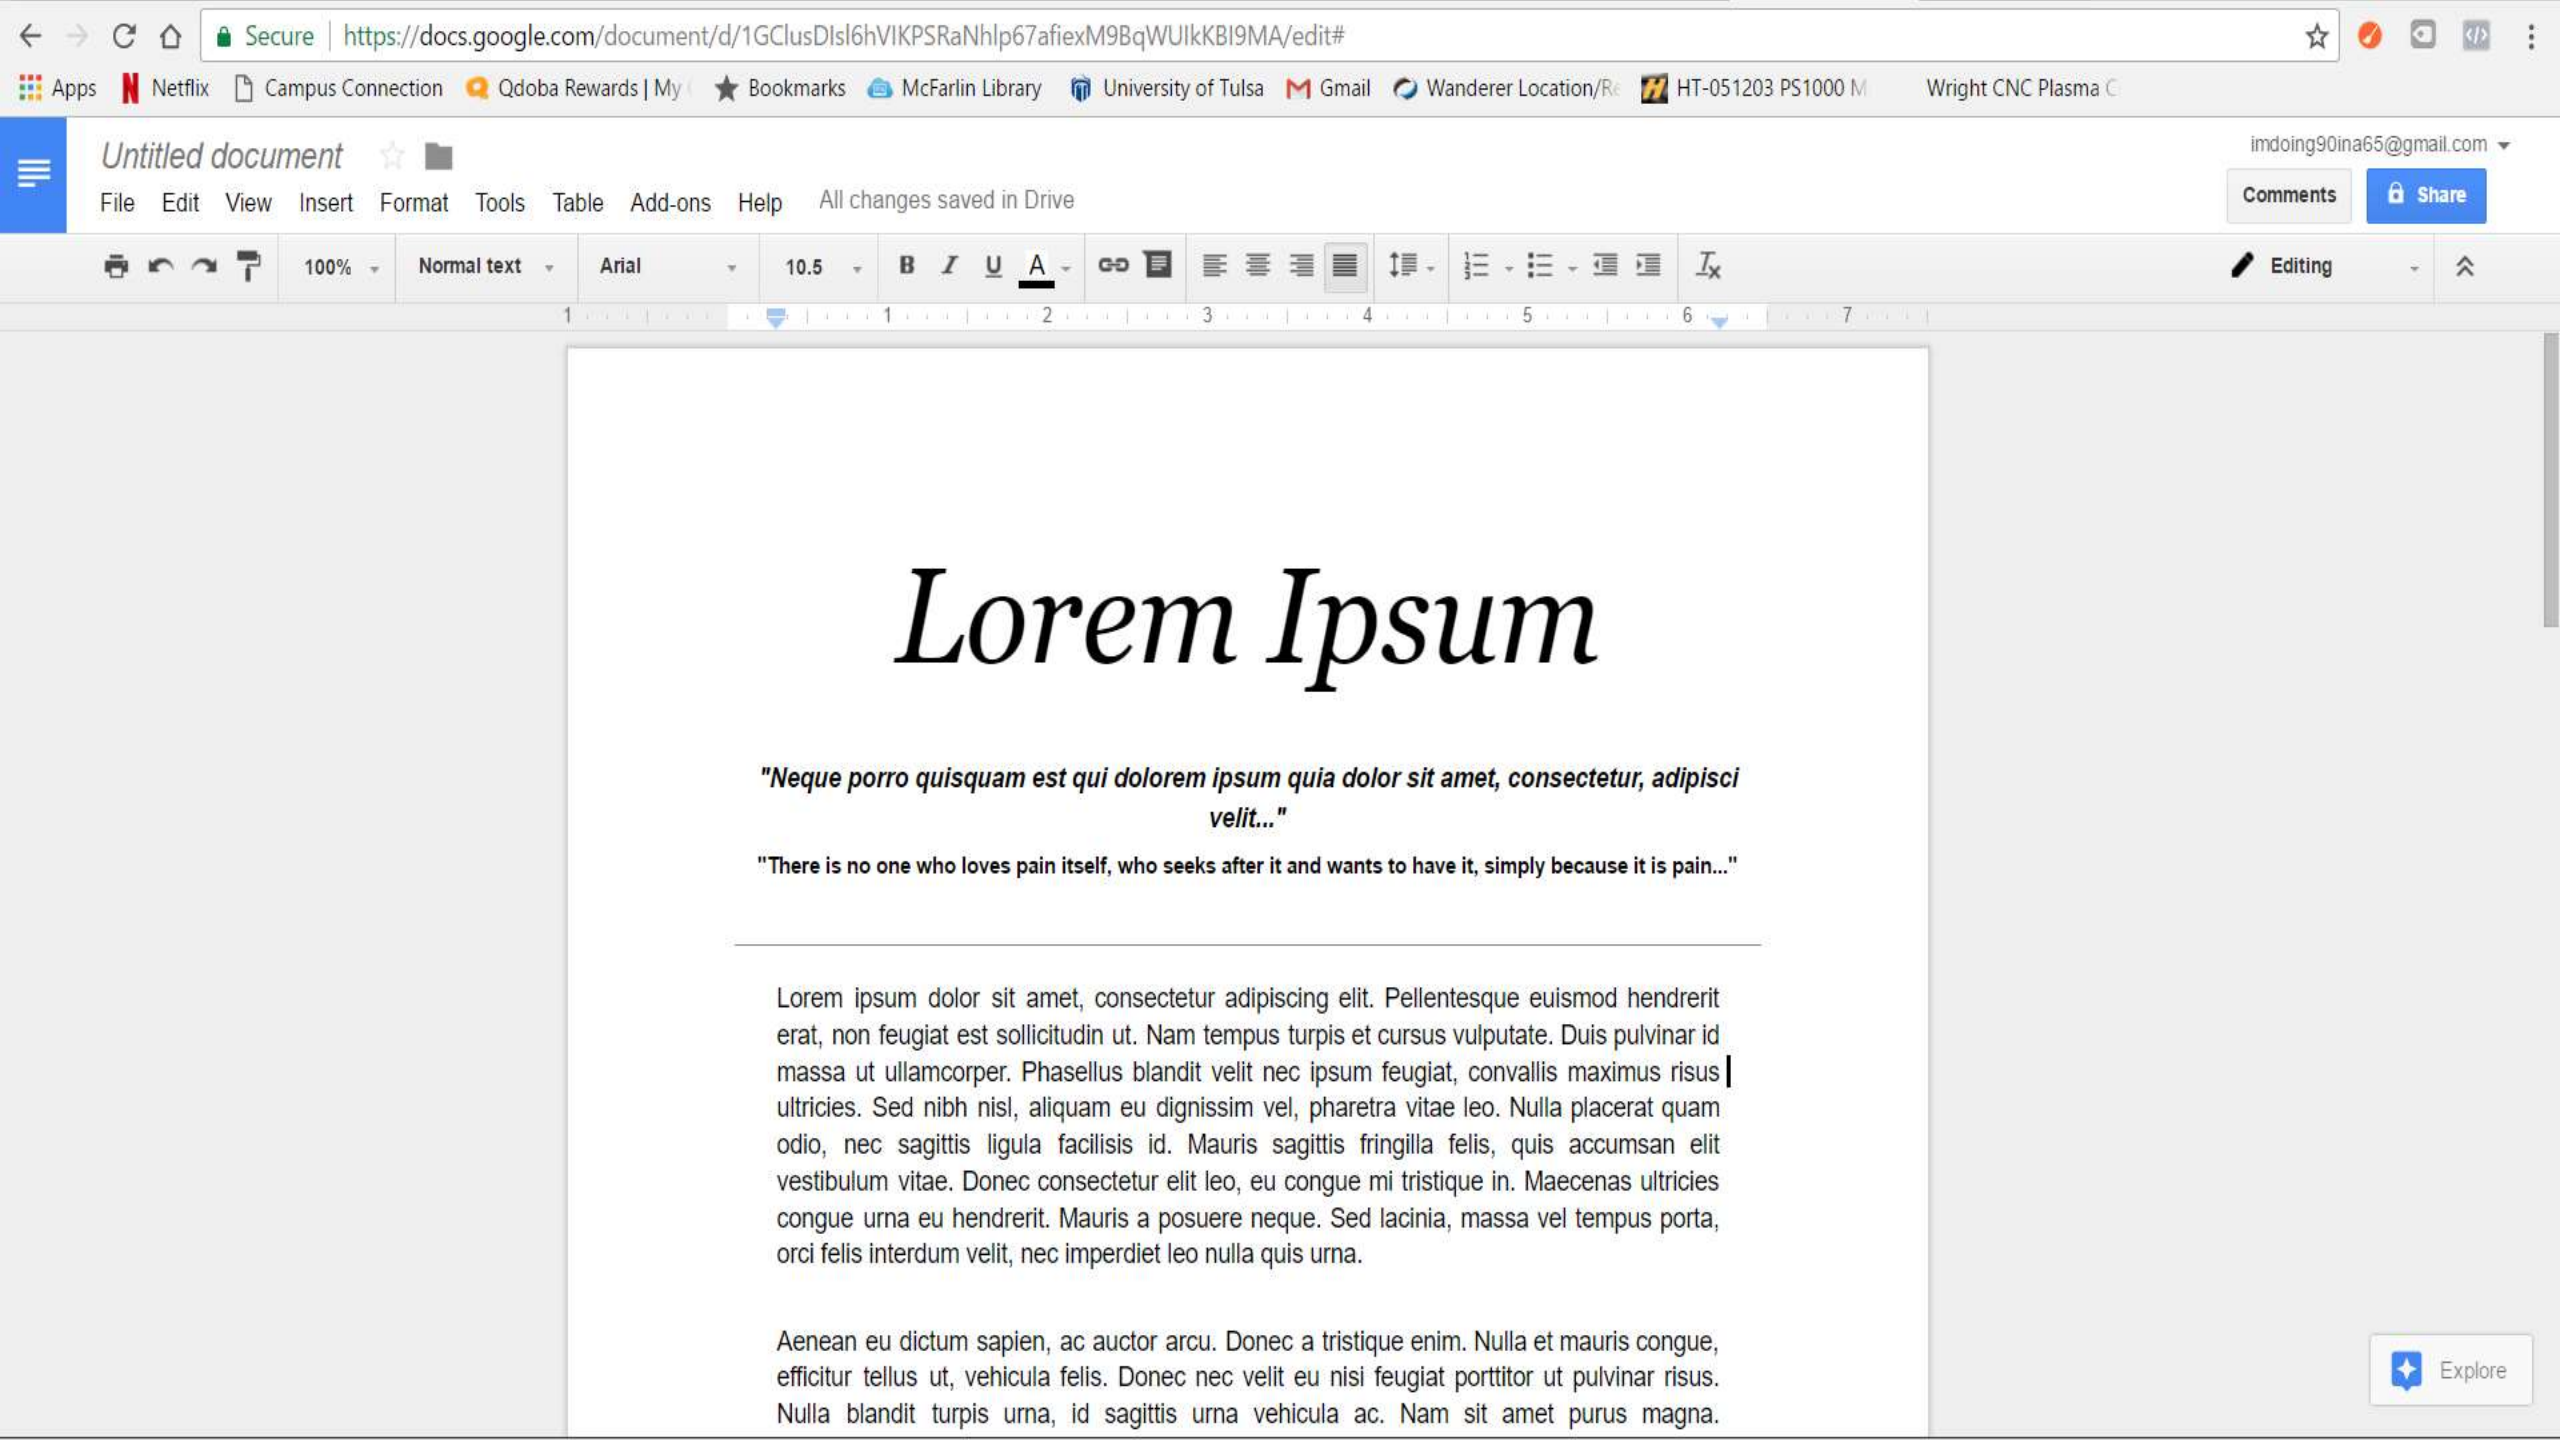 Secure https://docs.google.com/document/d/1GClusDIsl6hVIKPSRaNhlp67afiexM9BqWUIkKBI9MA/edit#
Apps Netflix Campus Connection Qdoba Rewards | My Bookmarks McFarlin Library University of Tulsa Gmail Wanderer Location/Re HT-051203 PS1000 M Wright CNC Plasma C
Untitled document imdoing90ina65@gmail.com
File Edit View Insert Format Tools Table Add-ons Help All changes saved in Drive Comments Share
100% Normal text Arial 10.5 B I U A Editing
1 1 2 3 4 5 6 7
Lorem Ipsum
"Neque porro quisquam est qui dolorem ipsum quia dolor sit amet, consectetur, adipisci
velit..."
"There is no one who loves pain itself, who seeks after it and wants to have it, simply because it is pain..."
Lorem ipsum dolor sit amet, consectetur adipiscing elit. Pellentesque euismod hendrerit
erat, non feugiat est sollicitudin ut. Nam tempus turpis et cursus vulputate. Duis pulvinar id
massa ut ullamcorper. Phasellus blandit velit nec ipsum feugiat, convallis maximus risus
ultricies. Sed nibh nisl, aliquam eu dignissim vel, pharetra vitae leo. Nulla placerat quam
odio, nec sagittis ligula facilisis id. Mauris sagittis fringilla felis, quis accumsan elit
vestibulum vitae. Donec consectetur elit leo, eu congue mi tristique in. Maecenas ultricies
congue urna eu hendrerit. Mauris a posuere neque. Sed lacinia, massa vel tempus porta,
orci felis interdum velit, nec imperdiet leo nulla quis urna.
Aenean eu dictum sapien, ac auctor arcu. Donec a tristique enim. Nulla et mauris congue,
efficitur tellus ut, vehicula felis. Donec nec velit eu nisi feugiat porttitor ut pulvinar risus.
Nulla blandit turpis urna, id sagittis urna vehicula ac. Nam sit amet purus magna.
Explore